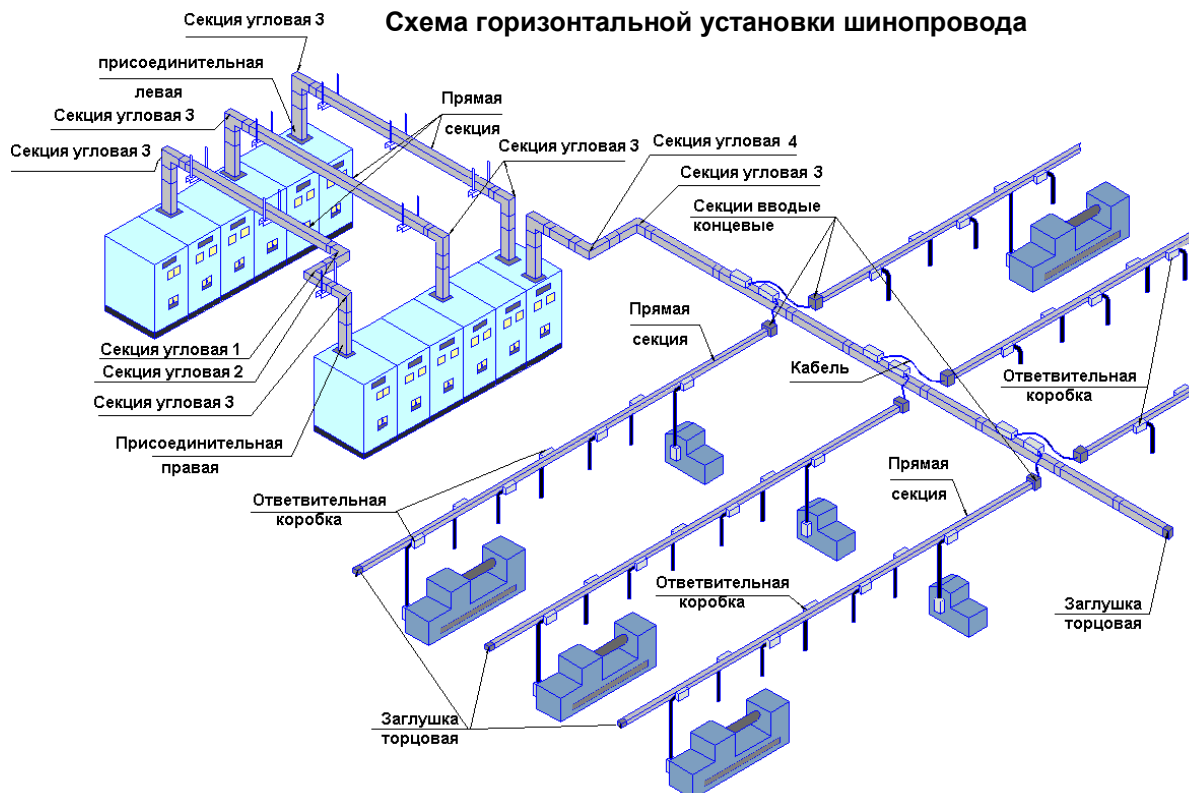 Схема горизонтальной установки шинопровода
Секция угловая 3
присоединительная
левая
Секция угловая 3
Секция угловая 3
Прямая
секция
Секция угловая 3
Секция угловая 4
Секция угловая 3
Секции вводые
концевые
Прямая
секция
Кабель
Ответвительная
коробка
Секция угловая 1
Секция угловая 2
Секция угловая 3
Присоединительная
правая
Ответвительная
коробка
Прямая
секция
Ответвительная
коробка
Заглушка
торцовая
Заглушка
торцовая